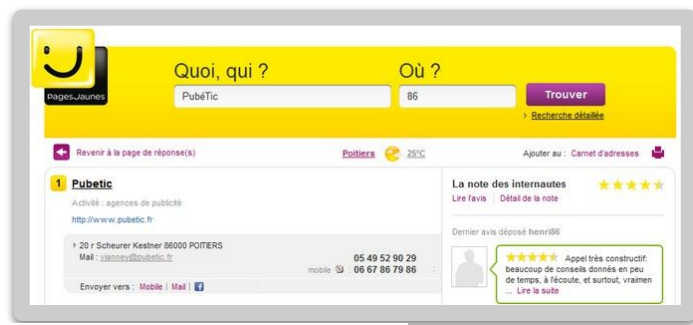 PagesJaunes
Quoi, qui ? Où ?
PubéTic 86 Trouver
> Recherche détaillée
Revenir à la page de réponse(s) Poitiers 25°C Ajouter au : Carnet d'adresses
1 Pubetic
Activité : agences de publicité
http://www.pubetic.fr
> 20 r Scheurer Kestner 86000 POITIERS
Mail : vianney@pubetic.fr 05 49 52 90 29
mobile : 06 67 86 79 86 :
Envoyer vers : Mobile | Mail |
La note des internautes
Lire l'avis | Détail de la note
Dernier avis déposé henri86
Appel très constructif:
beaucoup de conseils donnés en peu
de temps, à l'écoute, et surtout, vraimen
... Lire la suite